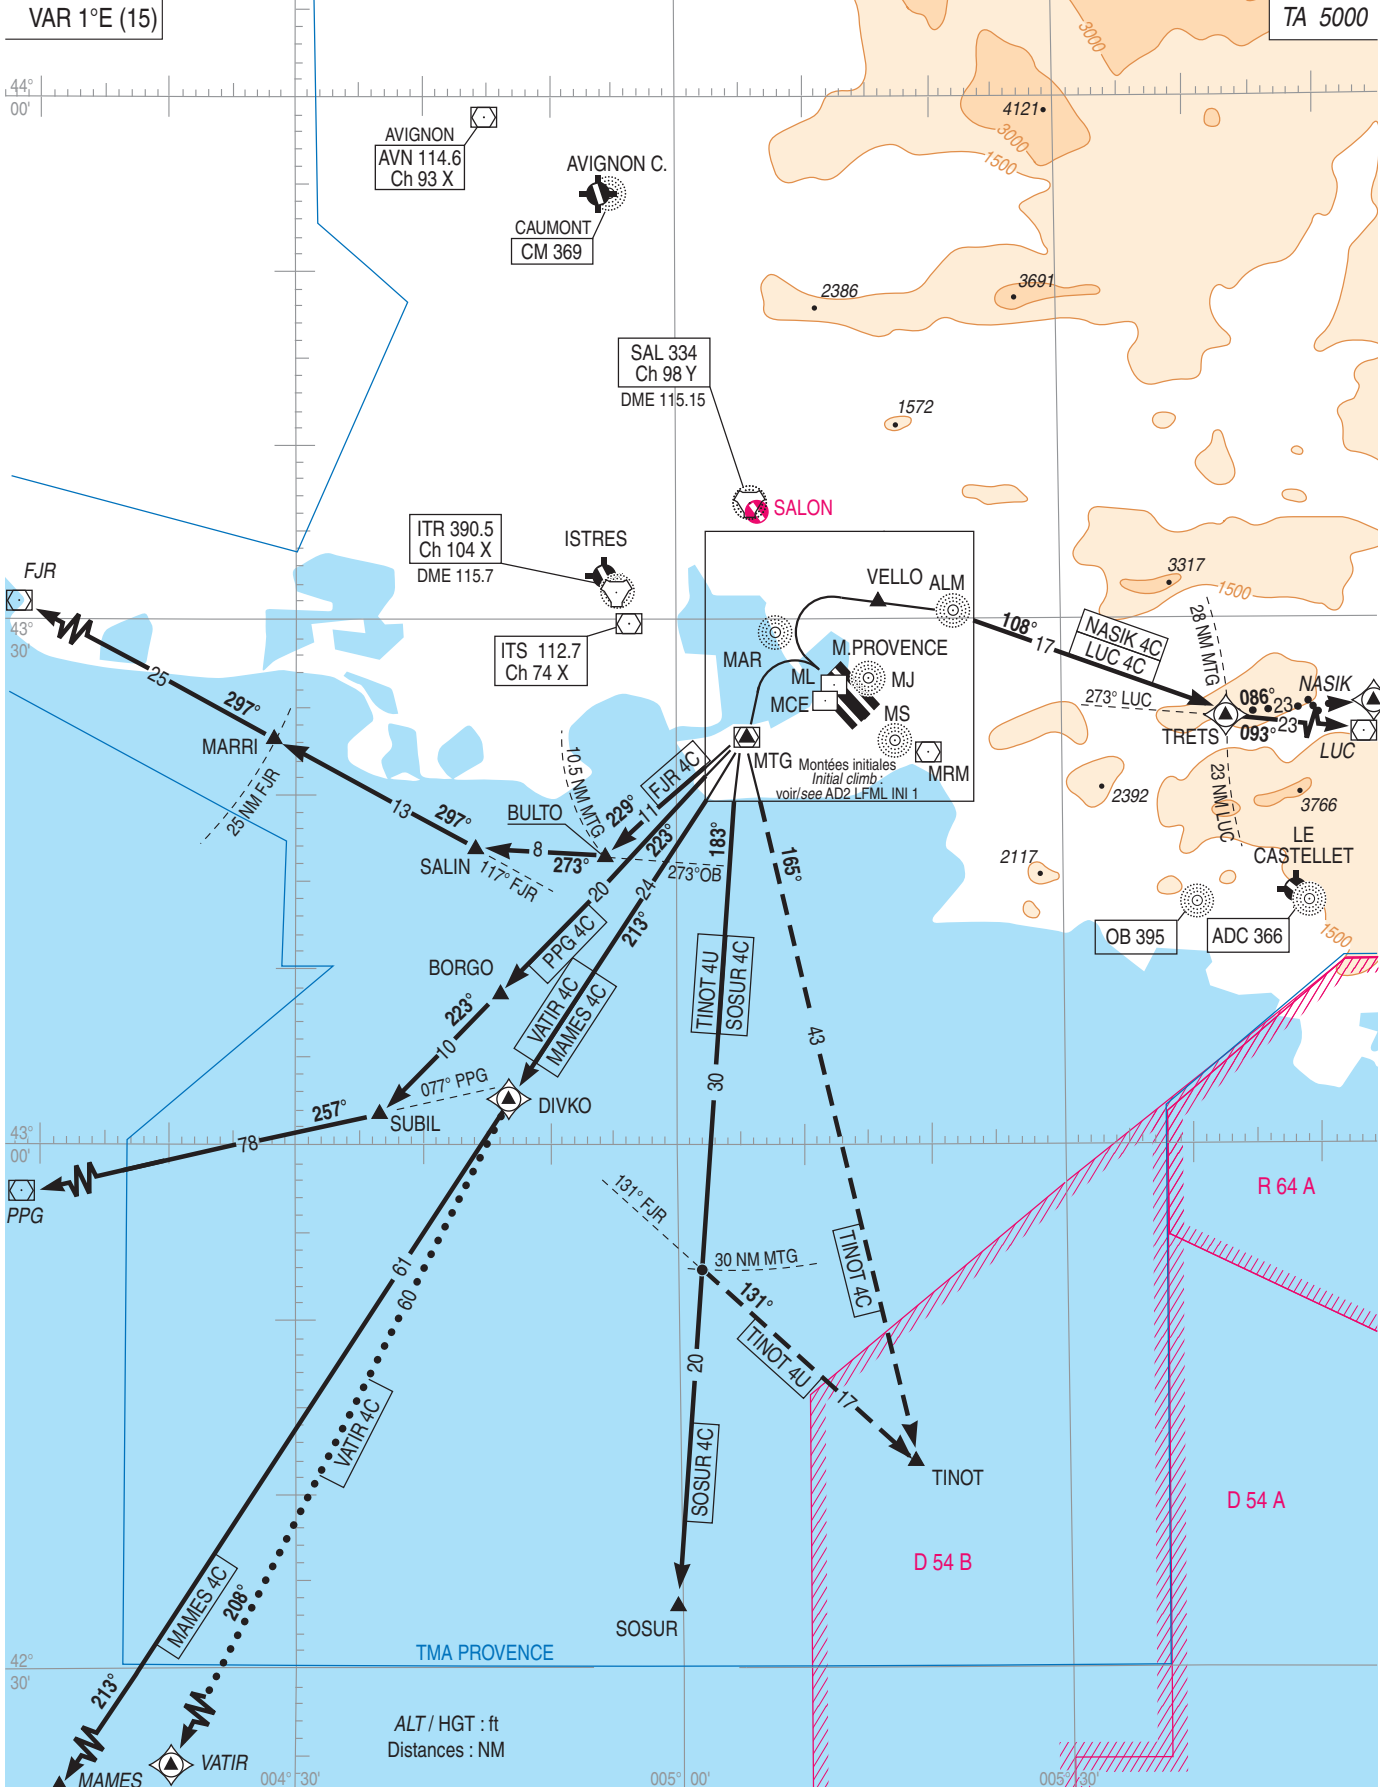 VAR 1°E (15)
TA 5000
44°
00'
3000
4121
3000
1500
AVIGNON
AVN 114.6
Ch 93 X
AVIGNON C.
CAUMONT
CM 369
2386
3691
SAL 334
Ch 98 Y
DME 115.15
1572
SALON
ITR 390.5
Ch 104 X
DME 115.7
ISTRES
ITS 112.7
Ch 74 X
FJR
43°
30'
VELLO
ALM
MAR
M.PROVENCE
ML
MJ
MCE
MS
MTG
MRM
Montées initiales
Initial climb :
voir/see AD2 LFML INI 1
3317
1500
108°
17
NASIK 4C
LUC 4C
28 NM MTG
273° LUC
TRETS
086°
23
NASIK
093°
23
LUC
23 NM LUC
2392
3766
2117
LE
CASTELLET
OB 395
ADC 366
1500
25
297°
MARRI
25 NM FJR
13
297°
SALIN
117° FJR
8
273°
BULTO
10.5 NM MTG
273°OB
FJR 4C
229°
11
223°
20
PPG 4C
24
213°
VATIR 4C
MAMES 4C
183°
165°
TINOT 4U
SOSUR 4C
BORGO
223°
10
077° PPG
SUBIL
DIVKO
257°
78
PPG
43°
00'
30
43
R 64 A
131° FJR
30 NM MTG
131°
TINOT 4U
17
TINOT 4C
61
60
20
VATIR 4C
SOSUR 4C
TINOT
D 54 A
D 54 B
MAMES 4C
208°
SOSUR
TMA PROVENCE
42°
30'
213°
ALT / HGT : ft
Distances : NM
VATIR
MAMES
004° 30'
005° 00'
005° 30'